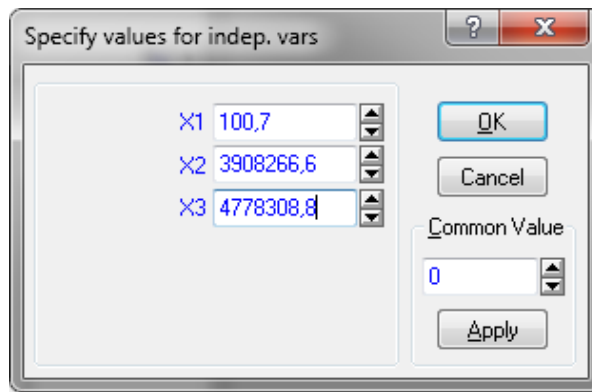 Specify values for indep. vars
?
X
X1 100,7
X2 3908266,6
X3 4778308,8
OK
Cancel
Common Value
0
Apply